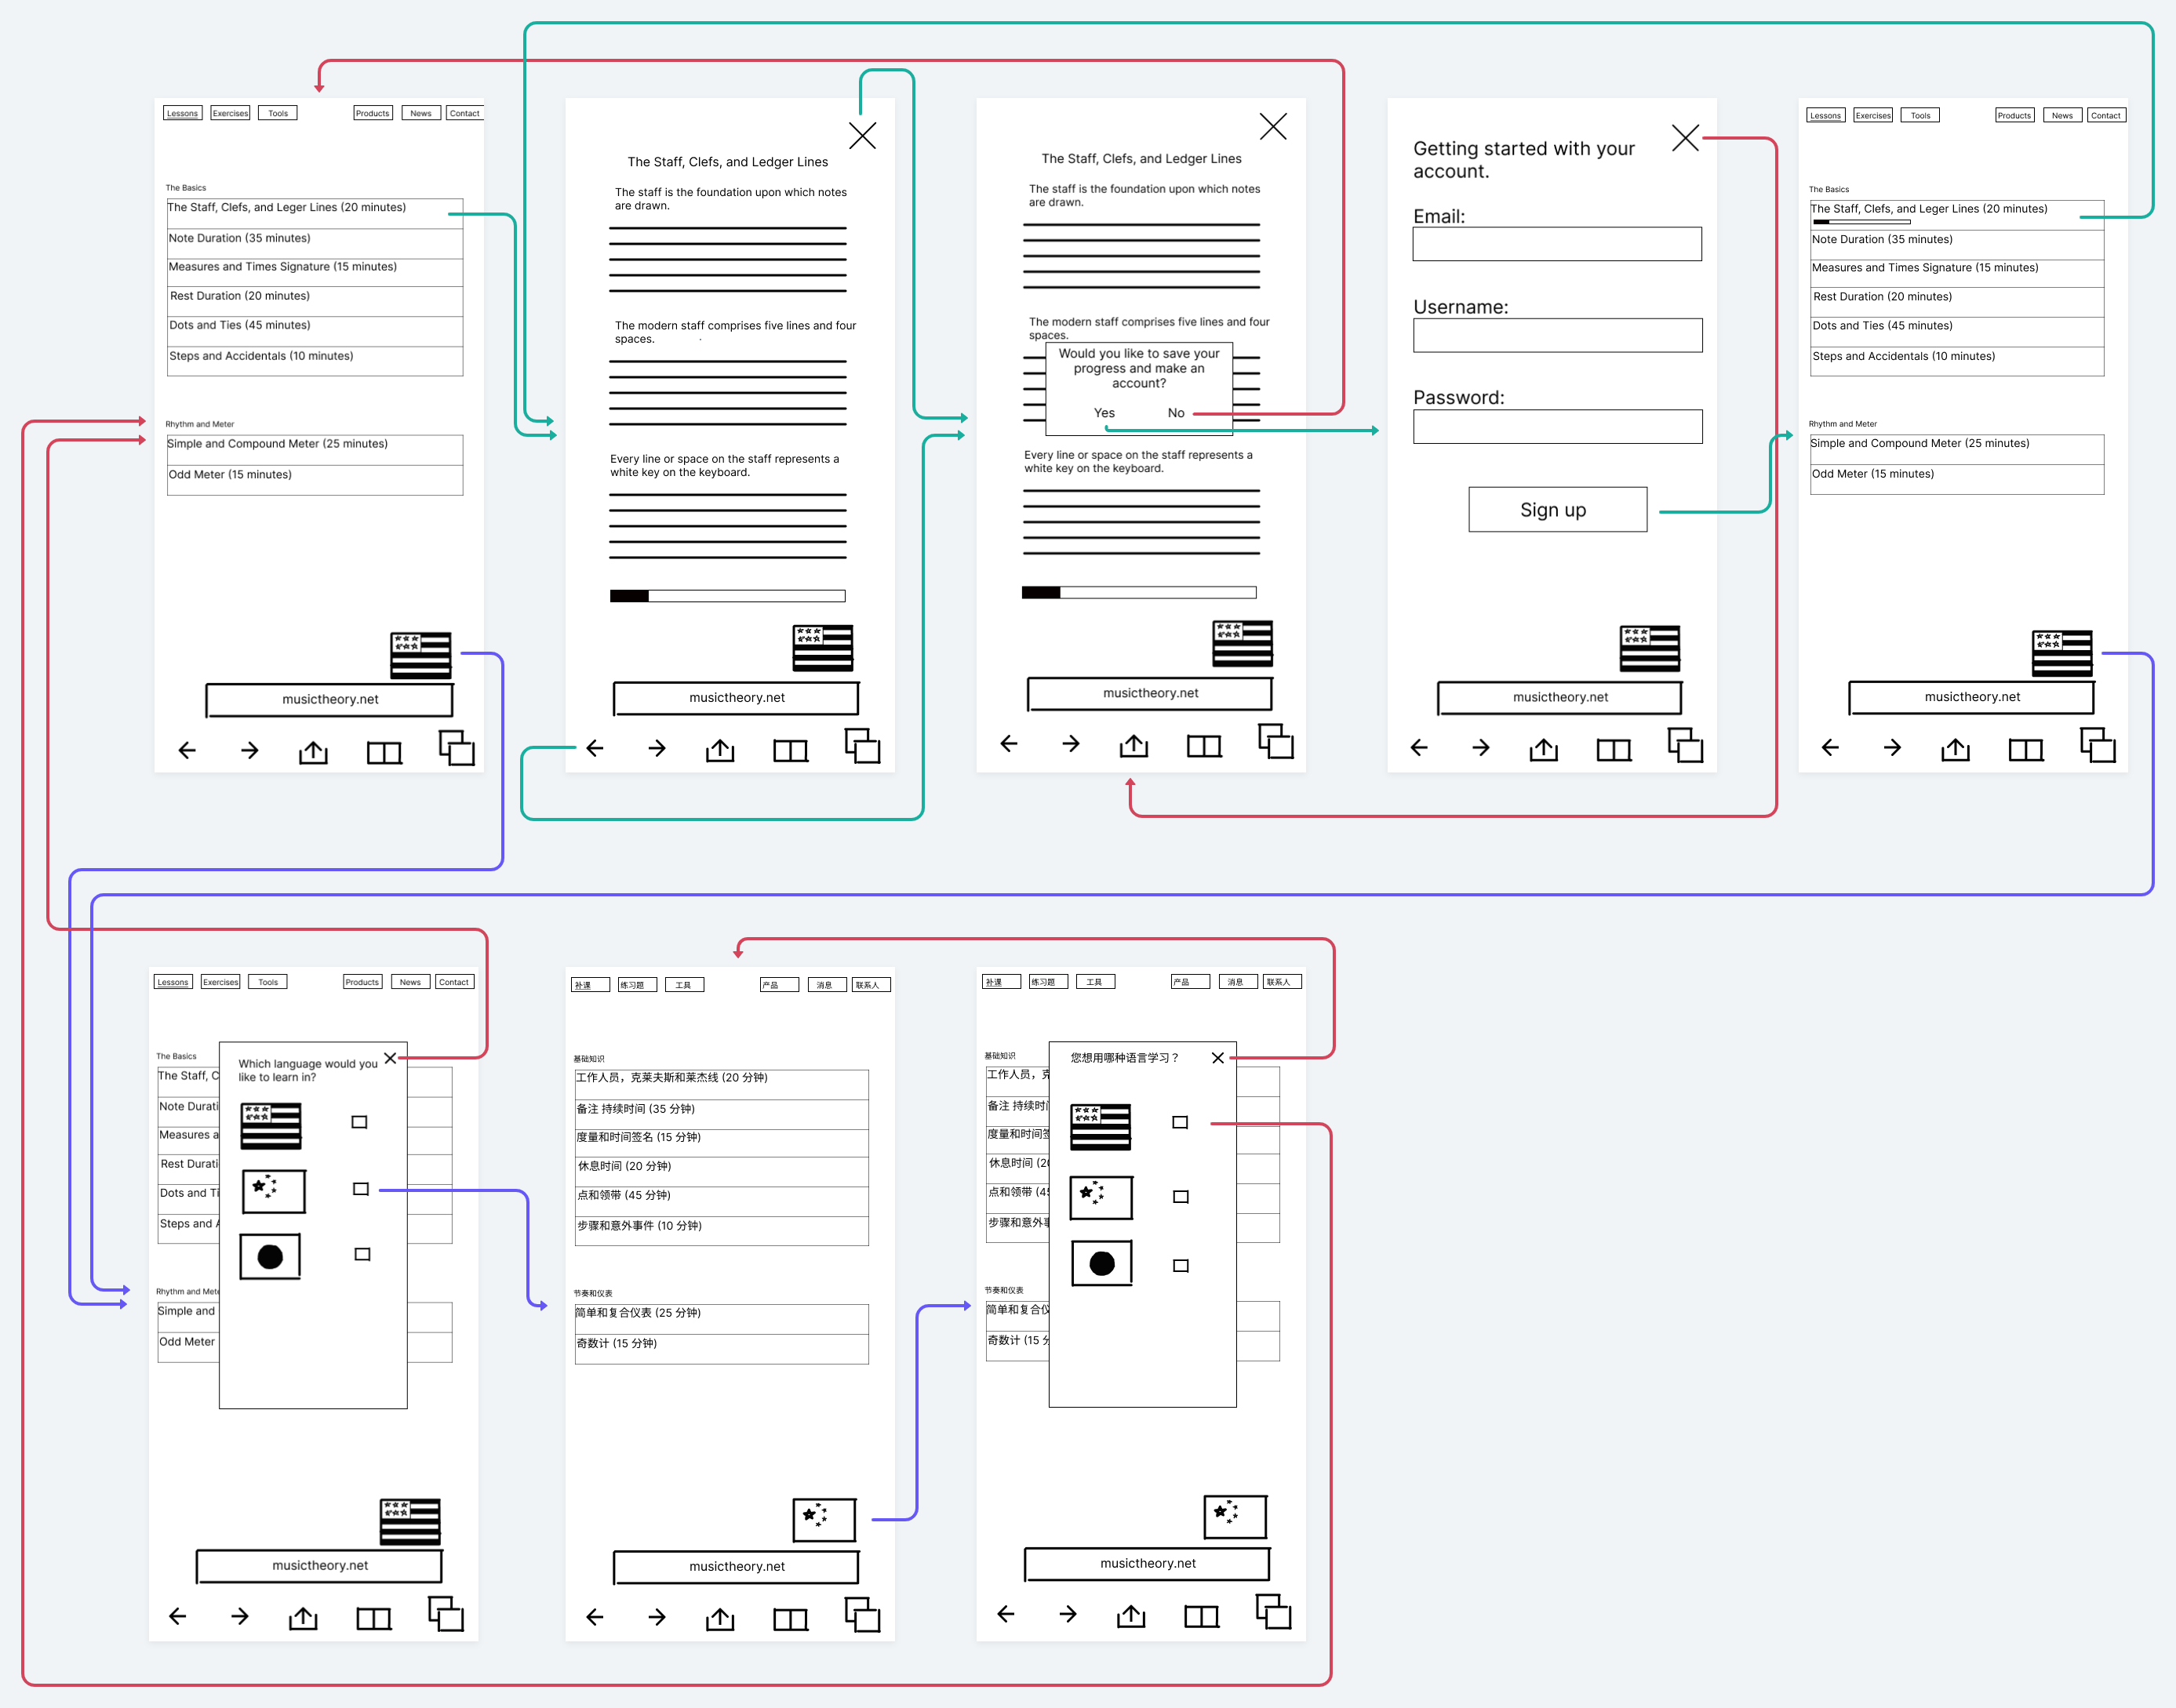 Lessons Exercises Tools Products News Contact
The Basics
The Staff, Clefs, and Leger Lines (20 minutes)
Note Duration (35 minutes)
Measures and Times Signature (15 minutes)
Rest Duration (20 minutes)
Dots and Ties (45 minutes)
Steps and Accidentals (10 minutes)
Rhythm and Meter
Simple and Compound Meter (25 minutes)
Odd Meter (15 minutes)
musictheory.net
The Staff, Clefs, and Ledger Lines
The staff is the foundation upon which notes
are drawn.
The modern staff comprises five lines and four
spaces.
Every line or space on the staff represents a
white key on the keyboard.
musictheory.net
The Staff, Clefs, and Ledger Lines
The staff is the foundation upon which notes
are drawn.
The modern staff comprises five lines and four
spaces.
Would you like to save your
progress and make an
account?
Yes No
Every line or space on the staff represents a
white key on the keyboard.
musictheory.net
Getting started with your
account.
Email:
Username:
Password:
Sign up
musictheory.net
Lessons Exercises Tools Products News Contact
The Basics
The Staff, Clefs, and Leger Lines (20 minutes)
Note Duration (35 minutes)
Measures and Times Signature (15 minutes)
Rest Duration (20 minutes)
Dots and Ties (45 minutes)
Steps and Accidentals (10 minutes)
Rhythm and Meter
Simple and Compound Meter (25 minutes)
Odd Meter (15 minutes)
musictheory.net
Lessons Exercises Tools Products News Contact
The Basics
The Staff, C
Note Durati
Measures a
Rest Durati
Dots and Ti
Steps and A
Rhythm and Mete
Simple and
Odd Meter
Which language would you
like to learn in?
musictheory.net
补课 练习题 工具 产品 消息 联系人
基础知识
工作人员，克莱夫斯和莱杰线 (20 分钟)
备注 持续时间 (35 分钟)
度量和时间签名 (15 分钟)
休息时间 (20 分钟)
点和领带 (45 分钟)
步骤和意外事件 (10 分钟)
节奏和仪表
简单和复合仪表 (25 分钟)
奇数计 (15 分钟)
musictheory.net
补课 练习题 工具 产品 消息 联系人
基础知识
工作人员，克
备注 持续时间
度量和时间签
休息时间 (20
点和领带 (45
步骤和意外事
节奏和仪表
简单和复合仪
奇数计 (15 分
您想用哪种语言学习？
musictheory.net